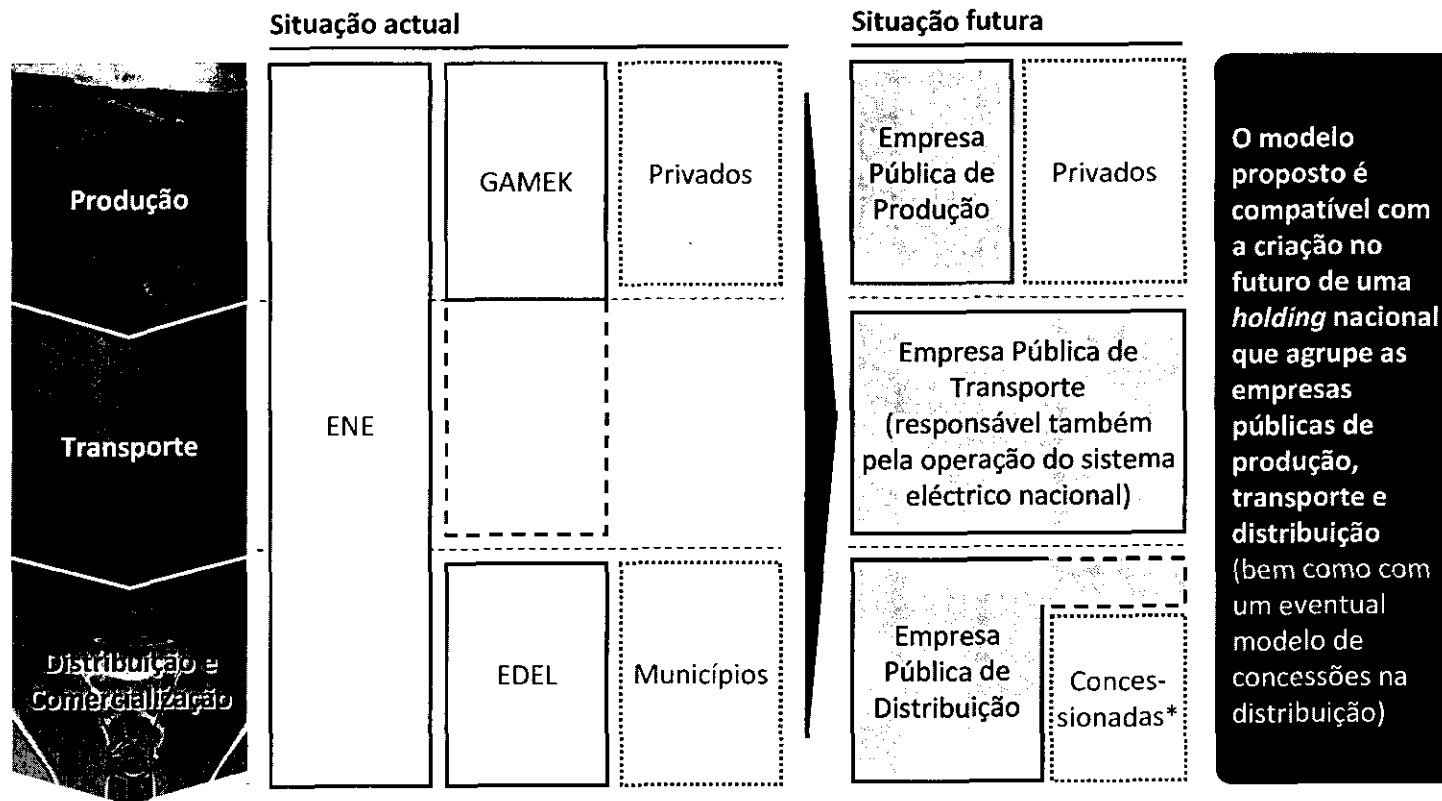 Situação actual
Situação futura
Produção
Transporte
Distribuição e
Comercialização
ENE
GAMEK
Privados
EDEL
Municípios
Empresa
Pública de
Produção
Privados
Empresa Pública de
Transporte
(responsável também
pela operação do sistema
eléctrico nacional)
Empresa
Pública de
Distribuição
Conces-
sionadas*
O modelo
proposto é
compatível com
a criação no
futuro de uma
holding nacional
que agrupe as
empresas
públicas de
produção,
transporte e
distribuição
(bem como com
um eventual
modelo de
concessões na
distribuição)